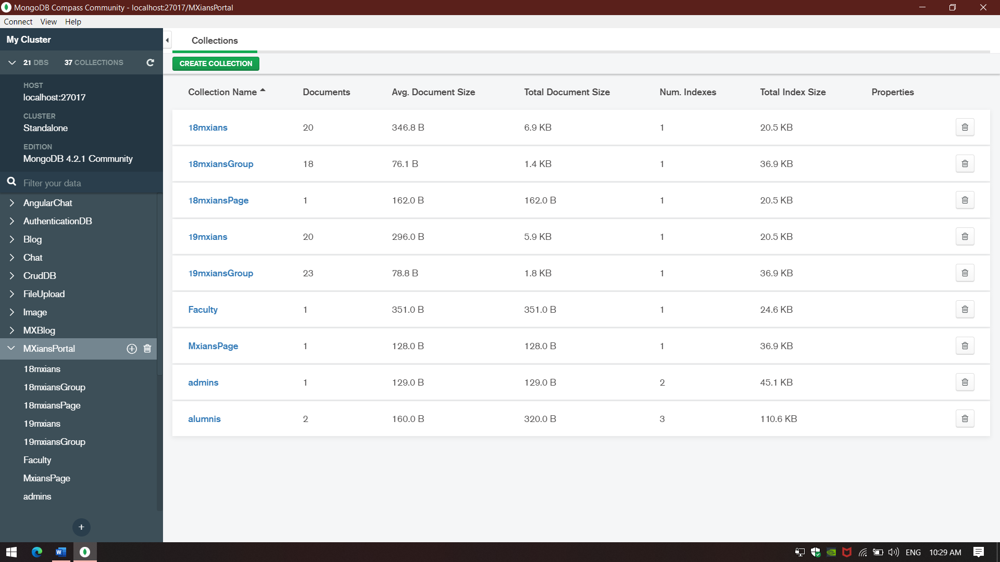 MongoDB Compass Community - localhost:27017/MXiansPortal
Connect View Help
My Cluster
21 DBS 37 COLLECTIONS
HOST
localhost:27017
CLUSTER
Standalone
EDITION
MongoDB 4.2.1 Community
Filter your data
AngularChat
AuthenticationDB
Blog
Chat
CrudDB
FileUpload
Image
MXBlog
MXiansPortal
18mxians
18mxiansGroup
18mxiansPage
19mxians
19mxiansGroup
Faculty
MxiansPage
admins
+
Collections
CREATE COLLECTION
Collection Name Documents Avg. Document Size Total Document Size Num. Indexes Total Index Size Properties
18mxians 20 346.8 B 6.9 KB 1 20.5 KB
18mxiansGroup 18 76.1 B 1.4 KB 1 36.9 KB
18mxiansPage 1 162.0 B 162.0 B 1 20.5 KB
19mxians 20 296.0 B 5.9 KB 1 20.5 KB
19mxiansGroup 23 78.8 B 1.8 KB 1 36.9 KB
Faculty 1 351.0 B 351.0 B 1 24.6 KB
MxiansPage 1 128.0 B 128.0 B 1 36.9 KB
admins 1 129.0 B 129.0 B 2 45.1 KB
alumnis 2 160.0 B 320.0 B 3 110.6 KB
W ENG 10:29 AM